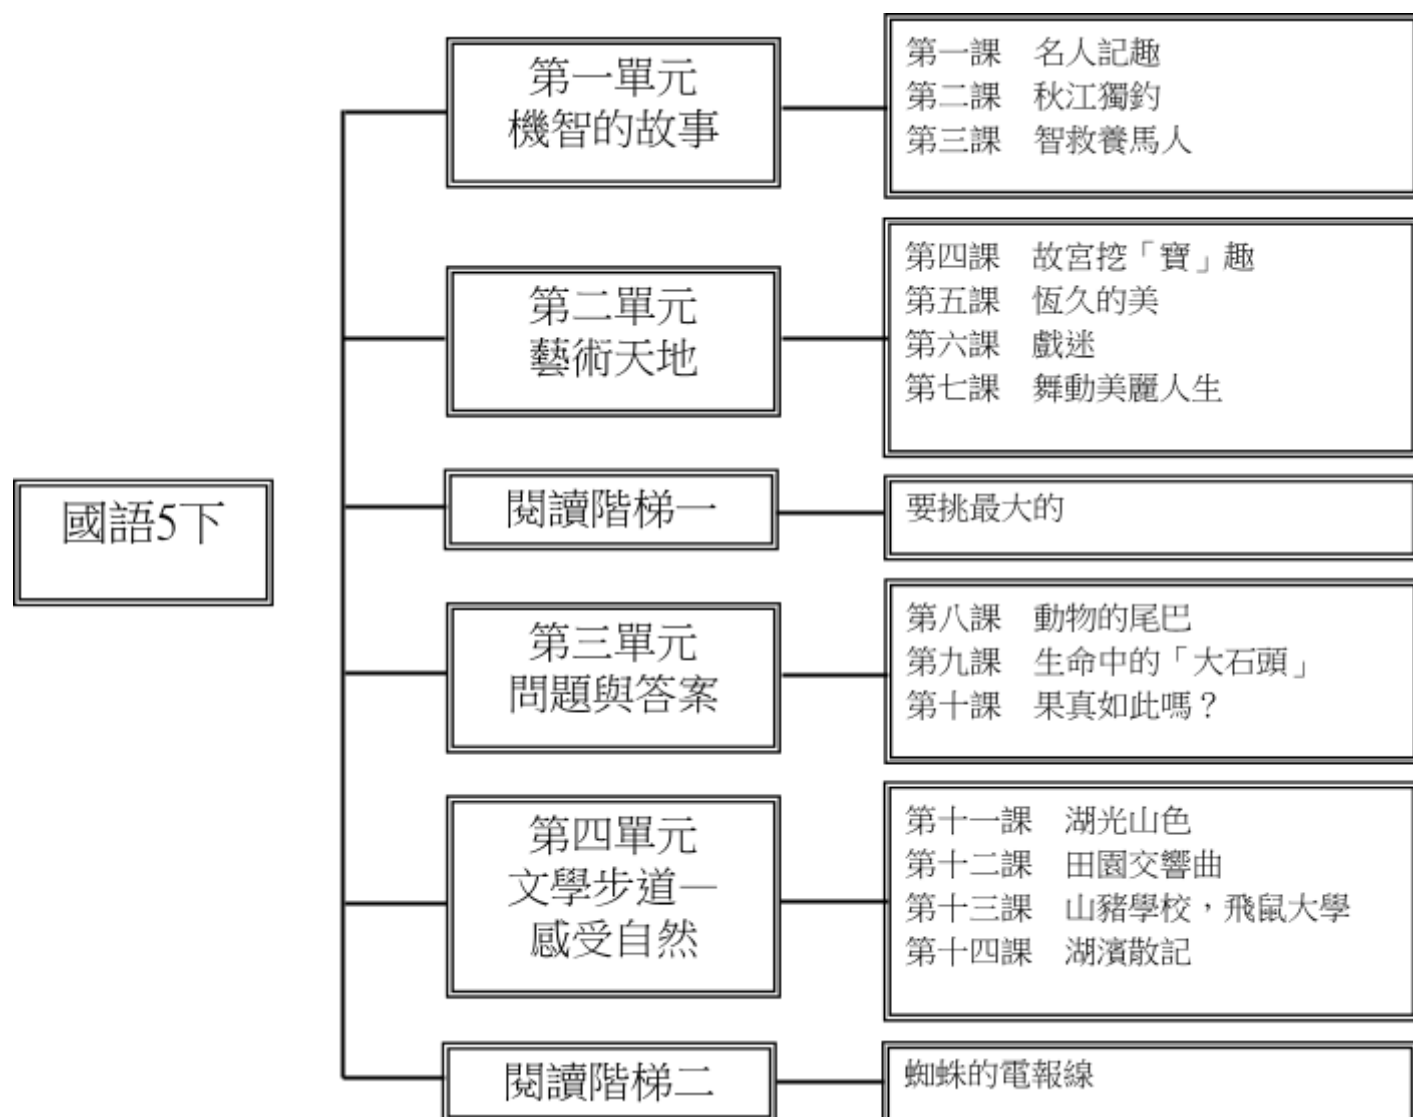 國語5下
第一單元
機智的故事
第一課　名人記趣
第二課　秋江獨釣
第三課　智救養馬人
第二單元
藝術天地
第四課　故宮挖「寶」趣
第五課　恆久的美
第六課　戲迷
第七課　舞動美麗人生
閱讀階梯一
要挑最大的
第三單元
問題與答案
第八課　動物的尾巴
第九課　生命中的「大石頭」
第十課　果真如此嗎？
第四單元
文學步道—
感受自然
第十一課　湖光山色
第十二課　田園交響曲
第十三課　山豬學校，飛鼠大學
第十四課　湖濱散記
閱讀階梯二
蜘蛛的電報線